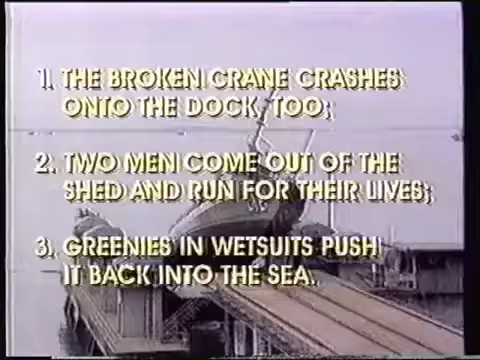 1. THE BROKEN CRANE CRASHES
ONTO THE DOCK, TOO;
2. TWO MEN COME OUT OF THE
SHED AND RUN FOR THEIR LIVES;
3. GREENIES IN WETSUITS PUSH
IT BACK INTO THE SEA.